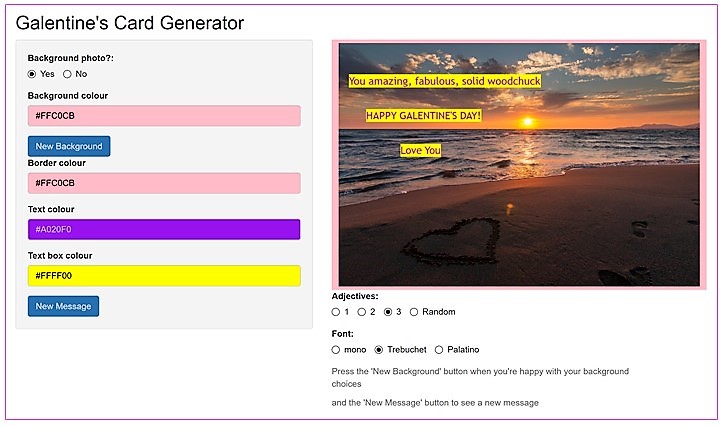 Galentine's Card Generator
Background photo?:
Yes No
Background colour
#FFC0CB
New Background
Border colour
#FFC0CB
Text colour
#A020F0
Text box colour
#FFFF00
New Message
You amazing, fabulous, solid woodchuck
HAPPY GALENTINE'S DAY!
Love You
Adjectives:
1 2 3 Random
Font:
mono Trebuchet Palatino
Press the 'New Background' button when you're happy with your background
choices
and the 'New Message' button to see a new message